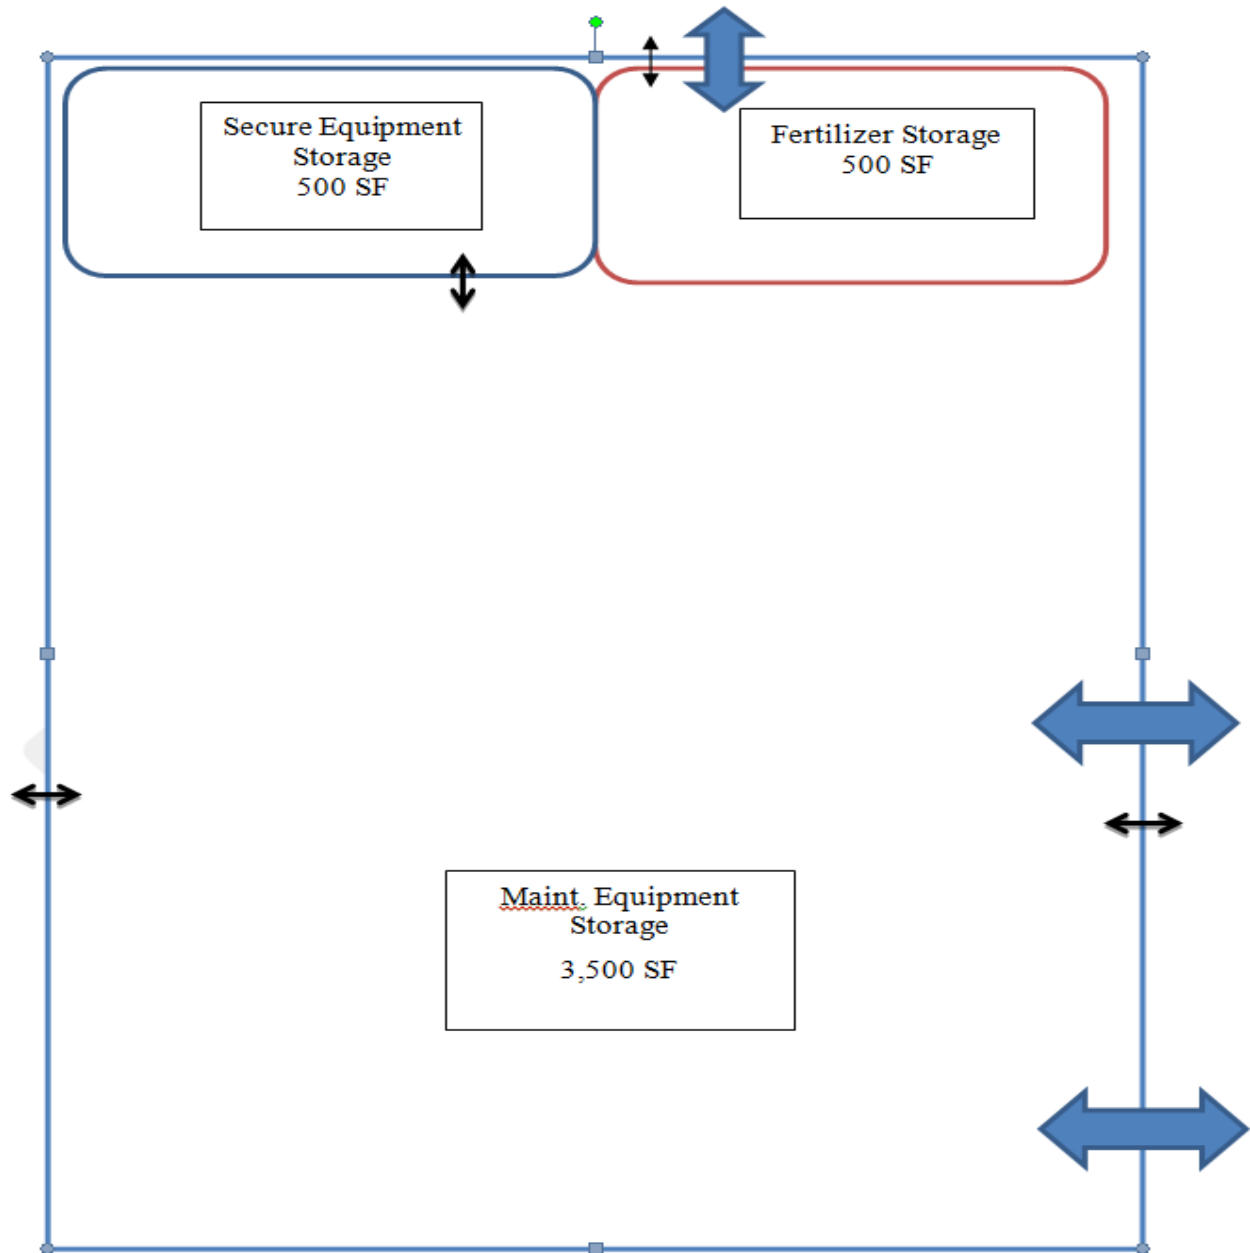 Secure Equipment
Storage
500 SF
Fertilizer Storage
500 SF
Maint. Equipment
Storage
3,500 SF